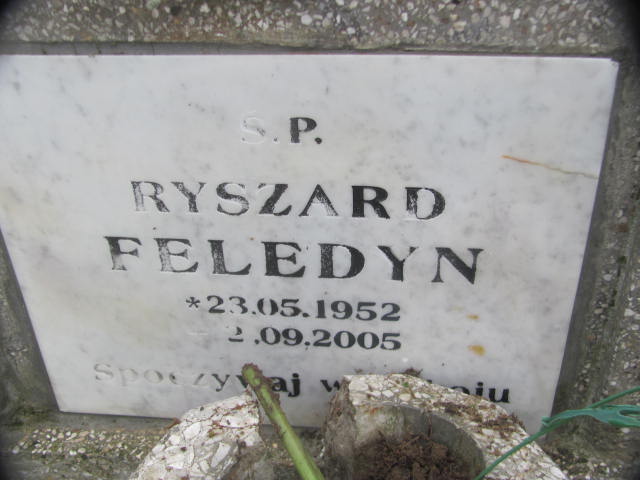 S.P.
RYSZARD
FELEDYN
*23.05.1952
2.09.2005
Spoczywaj w